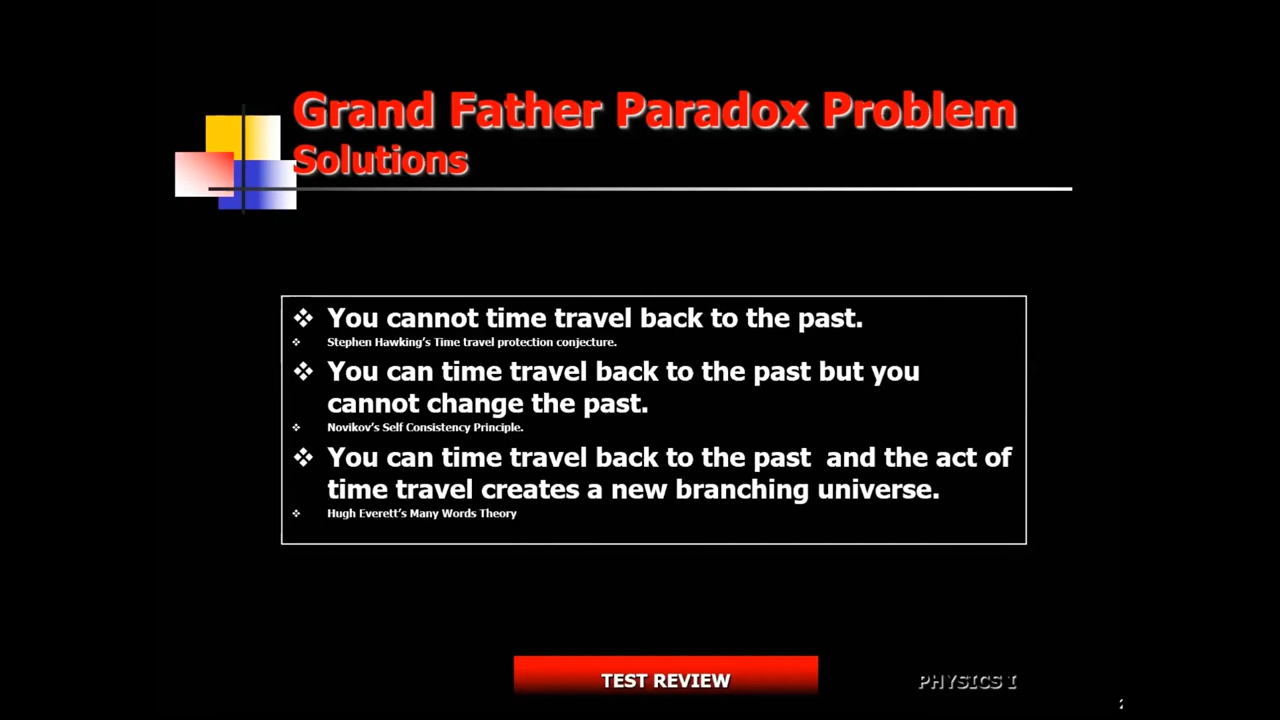 Grand Father Paradox Problem
Solutions
❖ You cannot time travel back to the past.
❖ Stephen Hawking's Time travel protection conjecture.
❖ You can time travel back to the past but you
cannot change the past.
❖ Novikov's Self Consistency Principle.
❖ You can time travel back to the past and the act of
time travel creates a new branching universe.
❖ Hugh Everett's Many Words Theory
TEST REVIEW
PHYSICS I